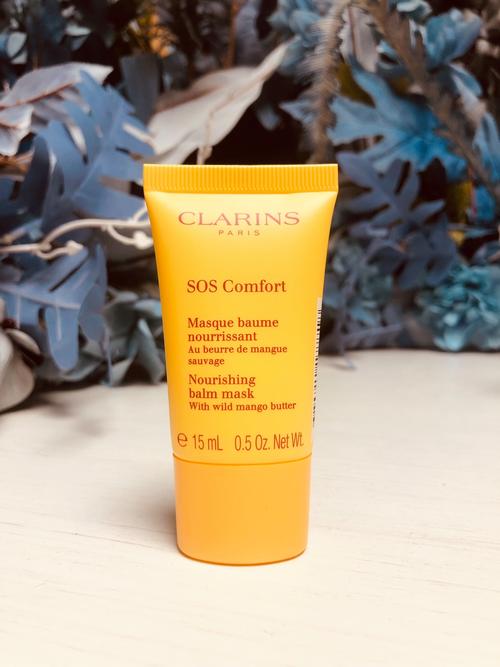 CLARINS
PARIS
SOS Comfort
Masque baume
nourrissant
Au beurre de mangue
sauvage
Nourishing
balm mask
With wild mango butter
℮ 15 mL 0.5 Oz. Net Wt.